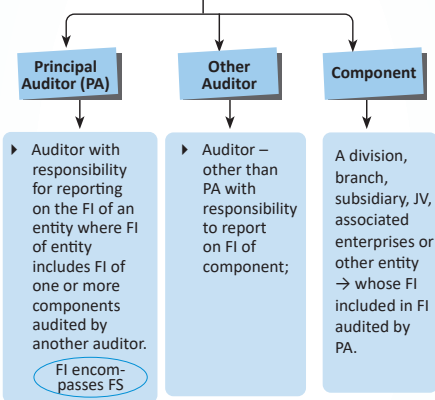 Principal
Auditor (PA)
Other
Auditor
Component
Auditor with
responsibility
for reporting
on the FI of an
entity where FI
of entity
includes FI of
one or more
components
audited by
another auditor.
FI encom-
passes FS
Auditor –
other than
PA with
responsibility
to report
on FI of
component;
A division,
branch,
subsidiary, JV,
associated
enterprises or
other entity
→ whose FI
included in FI
audited by
PA.